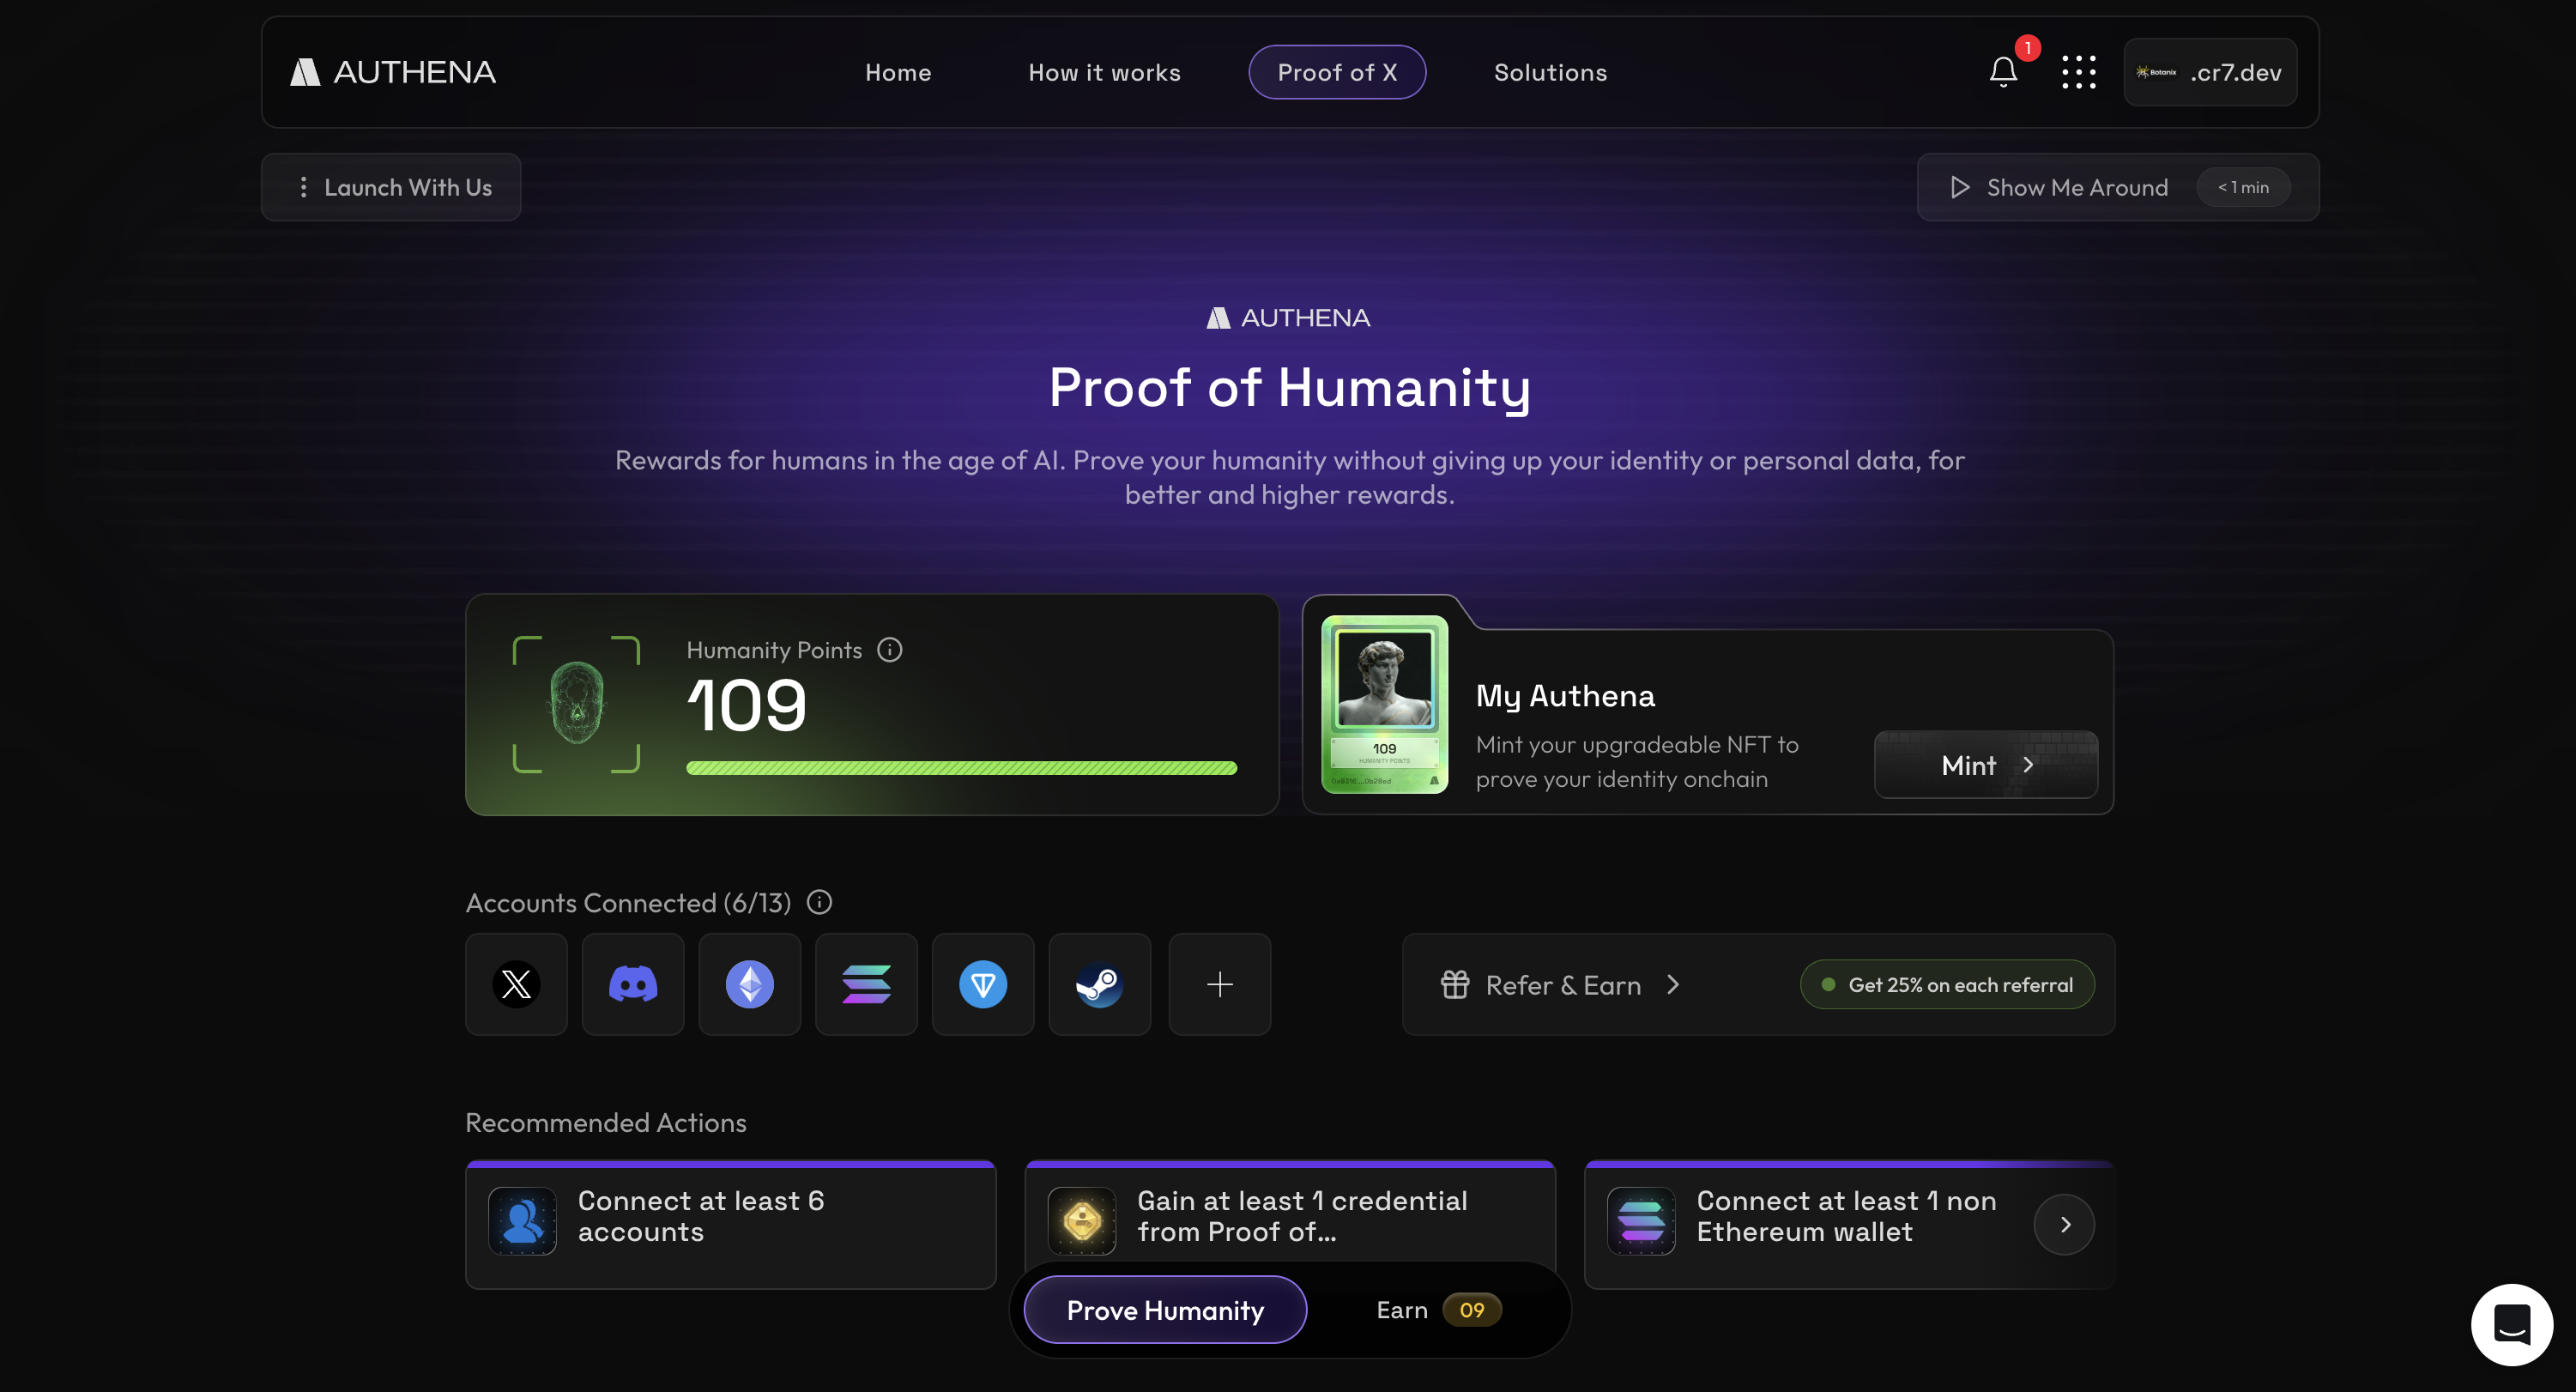 AUTHENA
Home
How it works
Proof of X
Solutions
1
Botanix
.cr7.dev
Launch With Us
Show Me Around
< 1 min
AUTHENA
Proof of Humanity
Rewards for humans in the age of AI. Prove your humanity without giving up your identity or personal data, for
better and higher rewards.
Humanity Points
109
109
HUMANITY POINTS
My Authena
Mint your upgradeable NFT to
prove your identity onchain
Mint
Accounts Connected (6/13)
Refer & Earn
Get 25% on each referral
Recommended Actions
Connect at least 6
accounts
Gain at least 1 credential
from Proof of...
Connect at least 1 non
Ethereum wallet
Prove Humanity
Earn
09